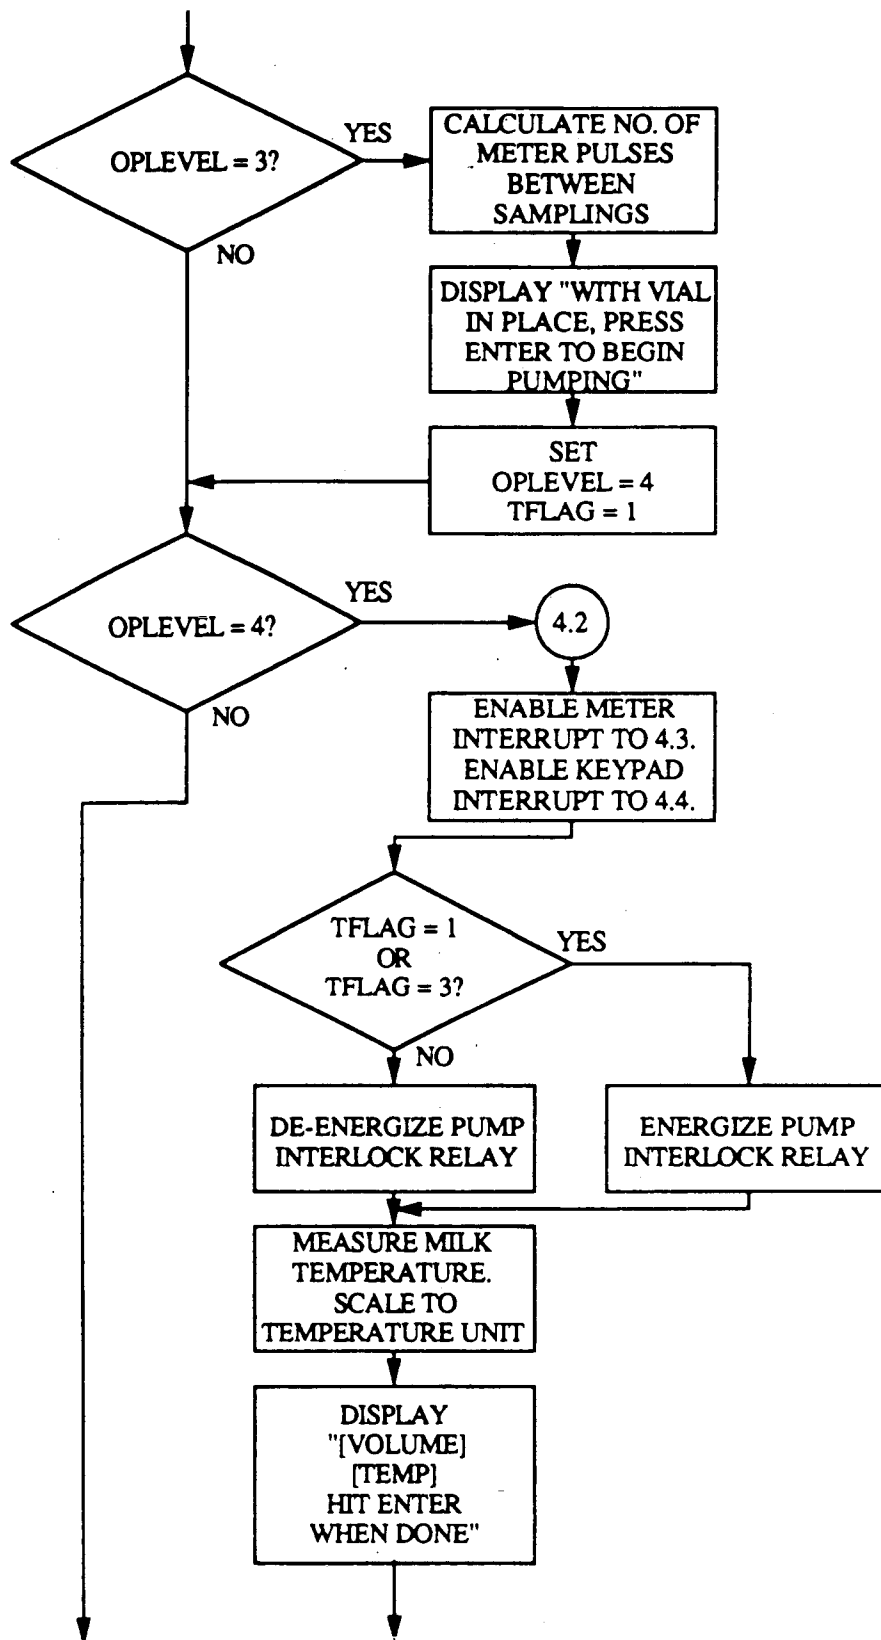 OPLEVEL = 3?
YES
NO
CALCULATE NO. OF
METER PULSES
BETWEEN
SAMPLINGS
DISPLAY "WITH VIAL
IN PLACE, PRESS
ENTER TO BEGIN
PUMPING"
SET
OPLEVEL = 4
TFLAG = 1
OPLEVEL = 4?
YES
NO
4.2
ENABLE METER
INTERRUPT TO 4.3.
ENABLE KEYPAD
INTERRUPT TO 4.4.
TFLAG = 1
OR
TFLAG = 3?
YES
NO
DE-ENERGIZE PUMP
INTERLOCK RELAY
ENERGIZE PUMP
INTERLOCK RELAY
MEASURE MILK
TEMPERATURE.
SCALE TO
TEMPERATURE UNIT
DISPLAY
"[VOLUME]
[TEMP]
HIT ENTER
WHEN DONE"